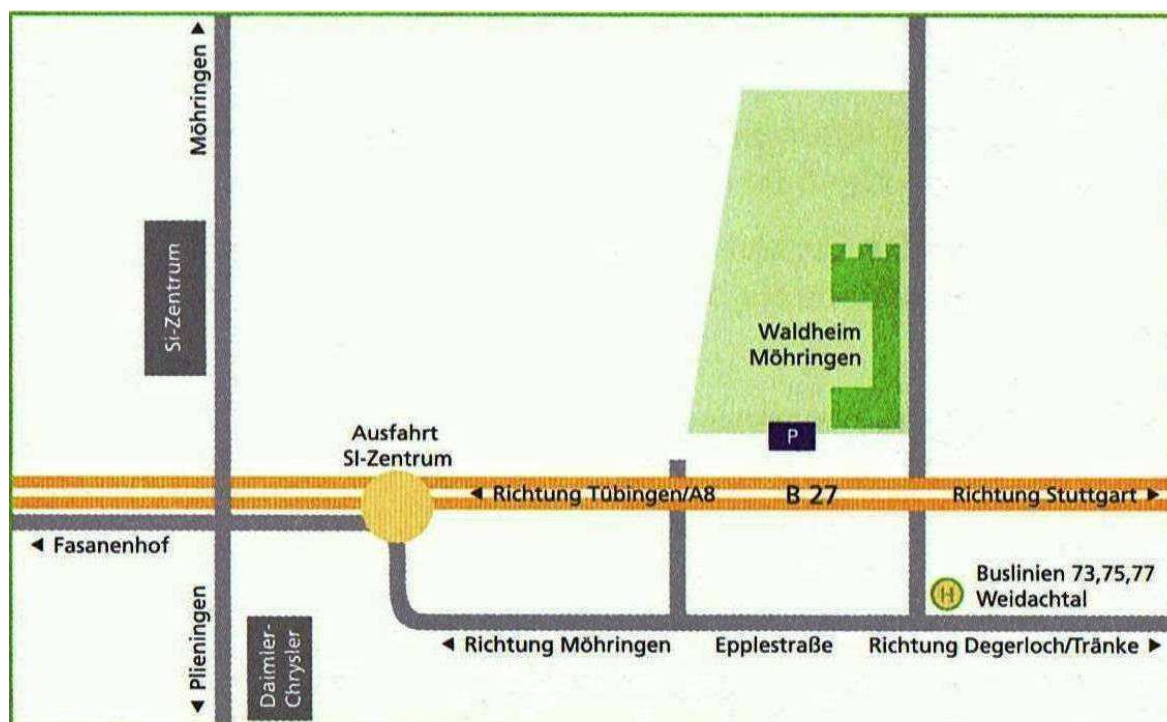 Möhringen
Si-Zentrum
Waldheim
Möhringen
P
Ausfahrt
SI-Zentrum
Richtung Tübingen/A8
B 27
Richtung Stuttgart
Fasanenhof
H
Buslinien 73,75,77
Weidachtal
Plieningen
Daimler-
Chrysler
Richtung Möhringen
Epplestraße
Richtung Degerloch/Tränke